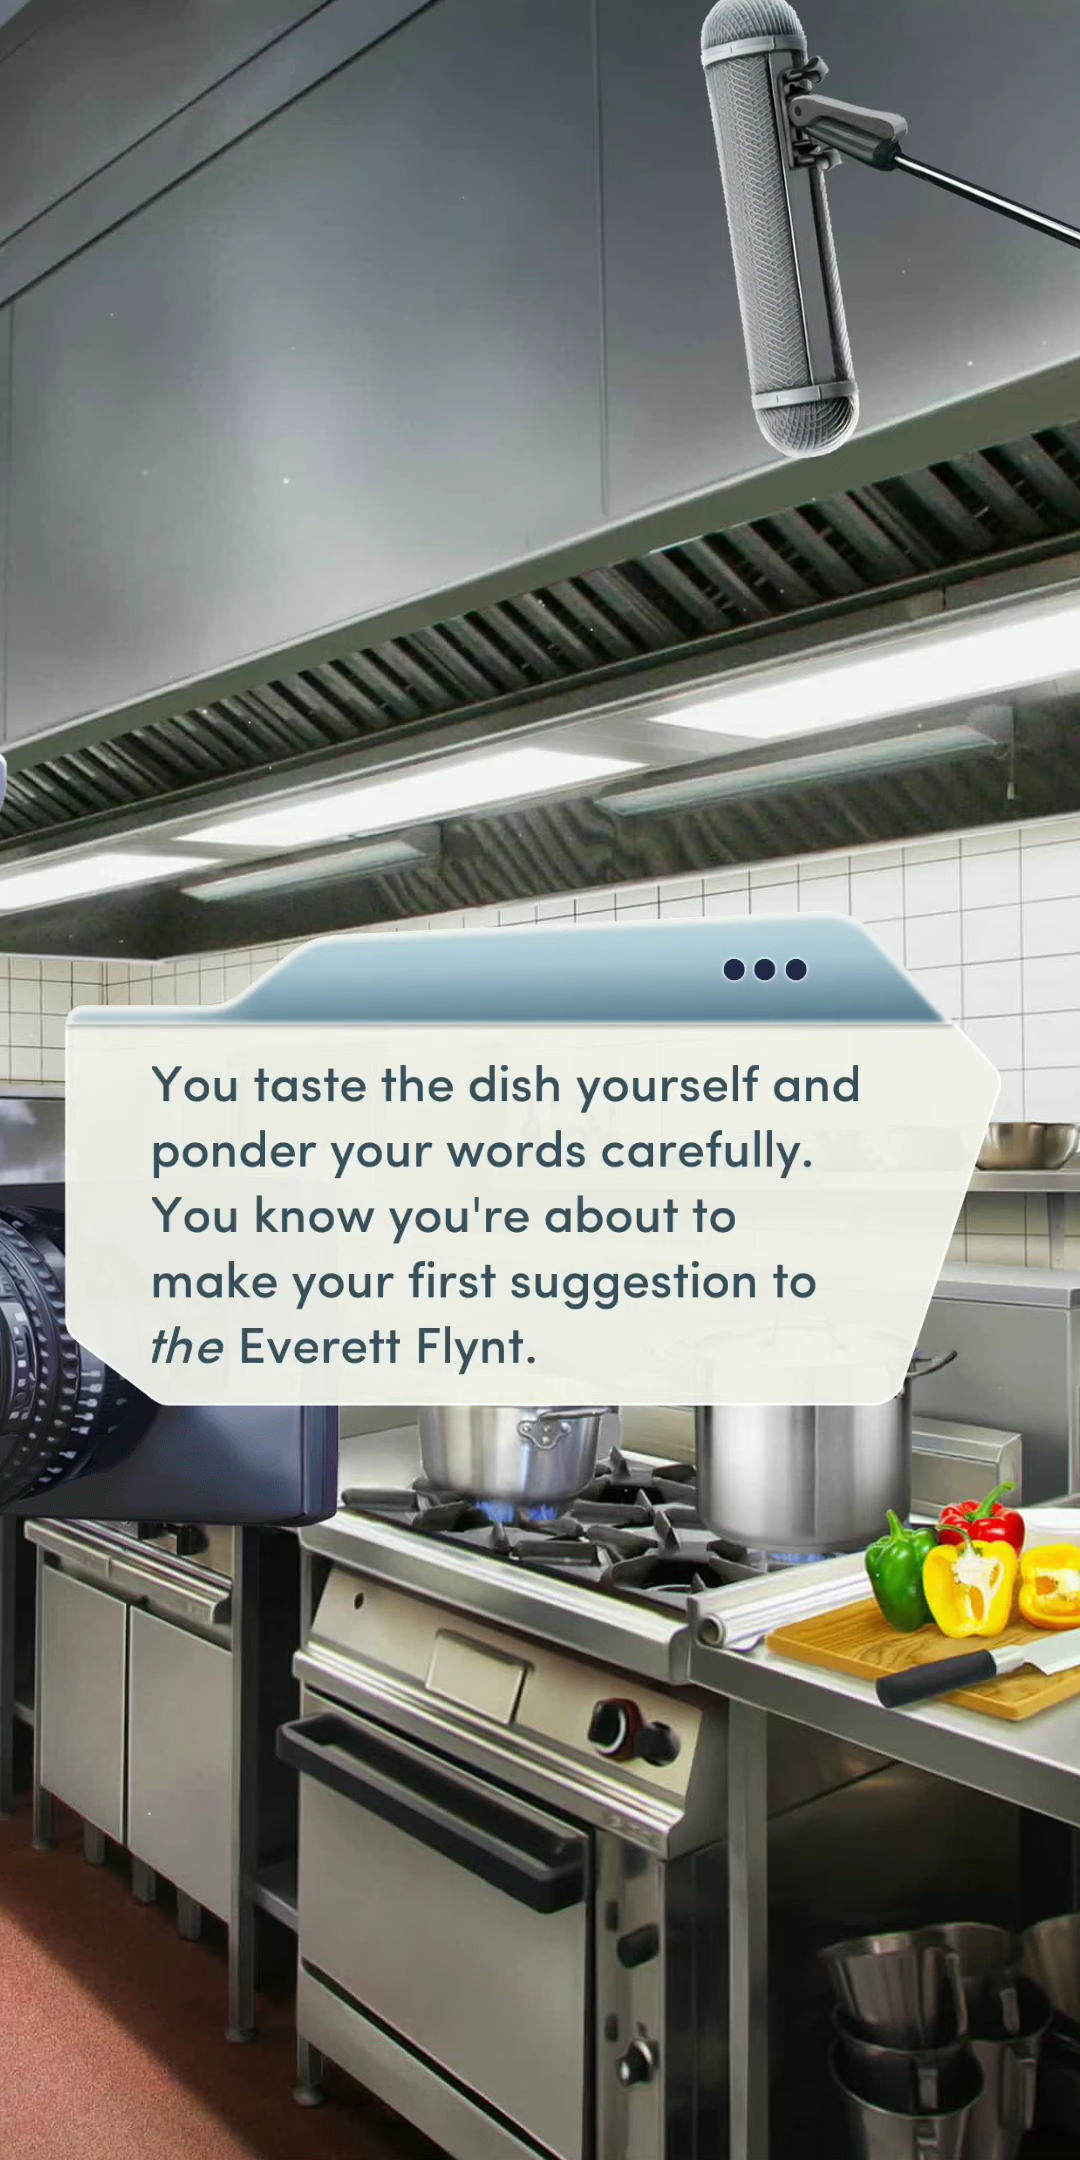 You taste the dish yourself and
ponder your words carefully.
You know you're about to
make your first suggestion to
the Everett Flynt.